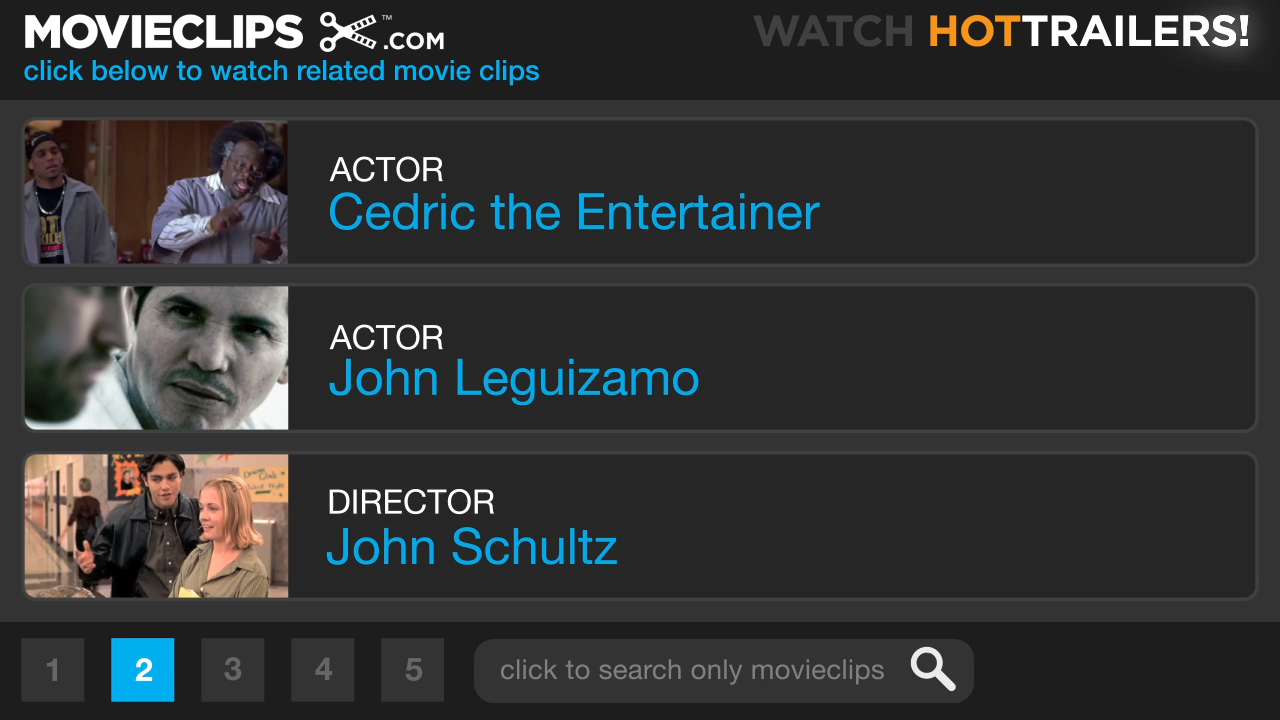 MOVIECLIPS ™ .COM
WATCH HOTTRAILERS!
click below to watch related movie clips
ACTOR
Cedric the Entertainer
ACTOR
John Leguizamo
DIRECTOR
John Schultz
1 2 3 4 5
click to search only movieclips